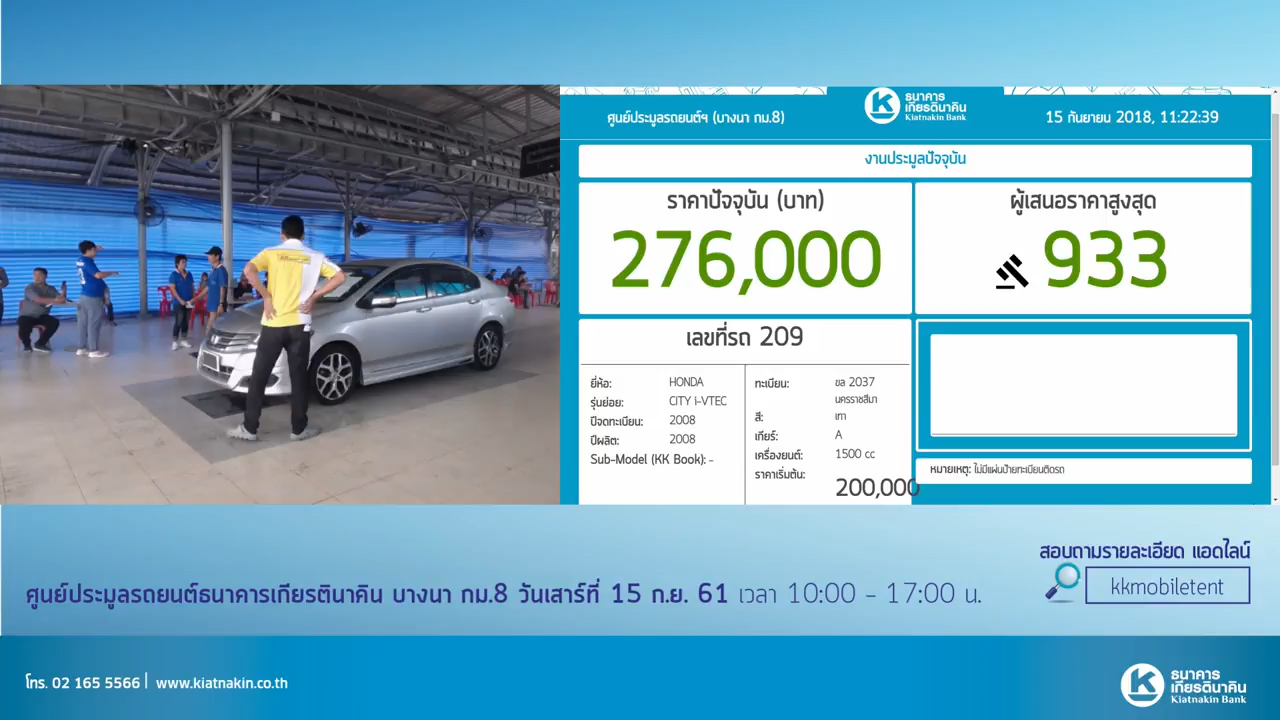 ศูนย์ประมูลรถยนต์ฯ (บางนา กม.8)
ธนาคาร
เกียรตินาคิน
Kiatnakin Bank
15 กันยายน 2018, 11:22:39
งานประมูลปัจจุบัน
ราคาปัจจุบัน (บาท)
276,000
ผู้เสนอราคาสูงสุด
933
เลขที่รถ 209
ยี่ห้อ: HONDA
รุ่นย่อย: CITY i-VTEC
ปีจดทะเบียน: 2008
ปีผลิต: 2008
Sub-Model (KK Book): -
ทะเบียน: ขล 2037
นครราชสีมา
สี: เทา
เกียร์: A
เครื่องยนต์: 1500 cc
ราคาเริ่มต้น: 200,000
หมายเหตุ: ไม่มีแผ่นป้ายทะเบียนติดรถ
สอบถามรายละเอียด แอดไลน์
kkmobiletent
ศูนย์ประมูลรถยนต์ธนาคารเกียรตินาคิน บางนา กม.8 วันเสาร์ที่ 15 ก.ย. 61 เวลา 10:00 - 17:00 น.
โทร. 02 165 5566 | www.kiatnakin.co.th
ธนาคาร
เกียรตินาคิน
Kiatnakin Bank